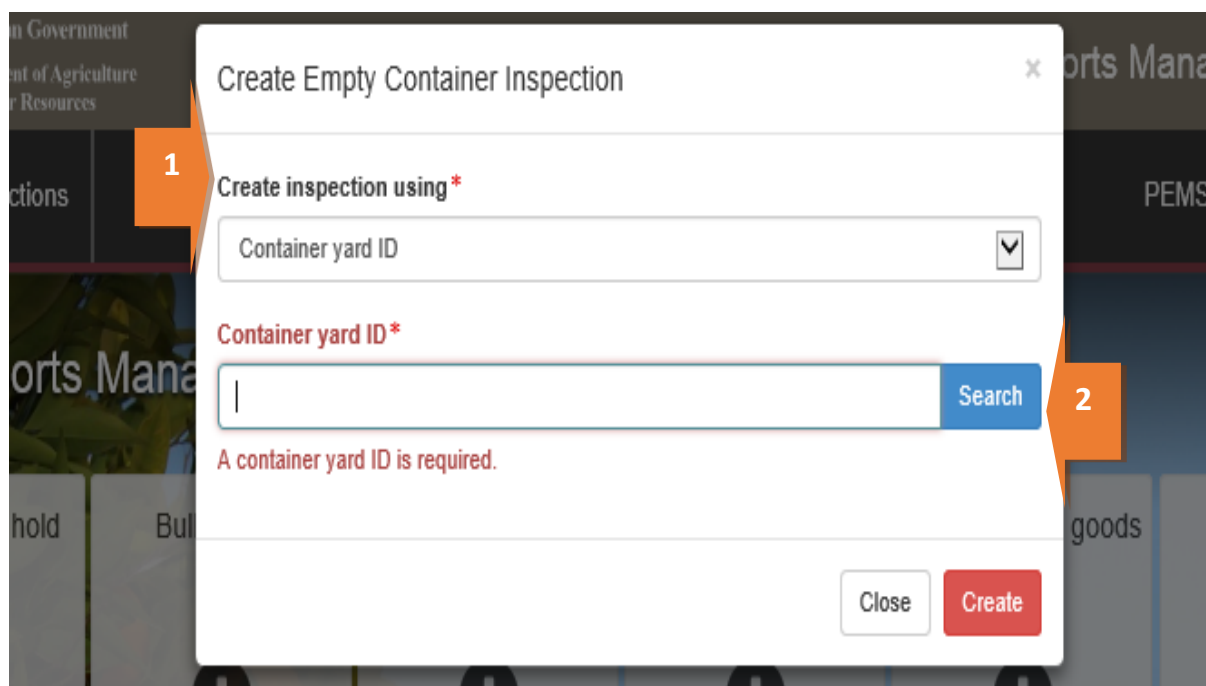 n Government
ent of Agriculture
r Resources
Create Empty Container Inspection
×
orts Mana
1
ctions
Create inspection using*
PEMS
Container yard ID
Container yard ID*
orts Mana
Search
2
A container yard ID is required.
hold
Bul
goods
Close
Create